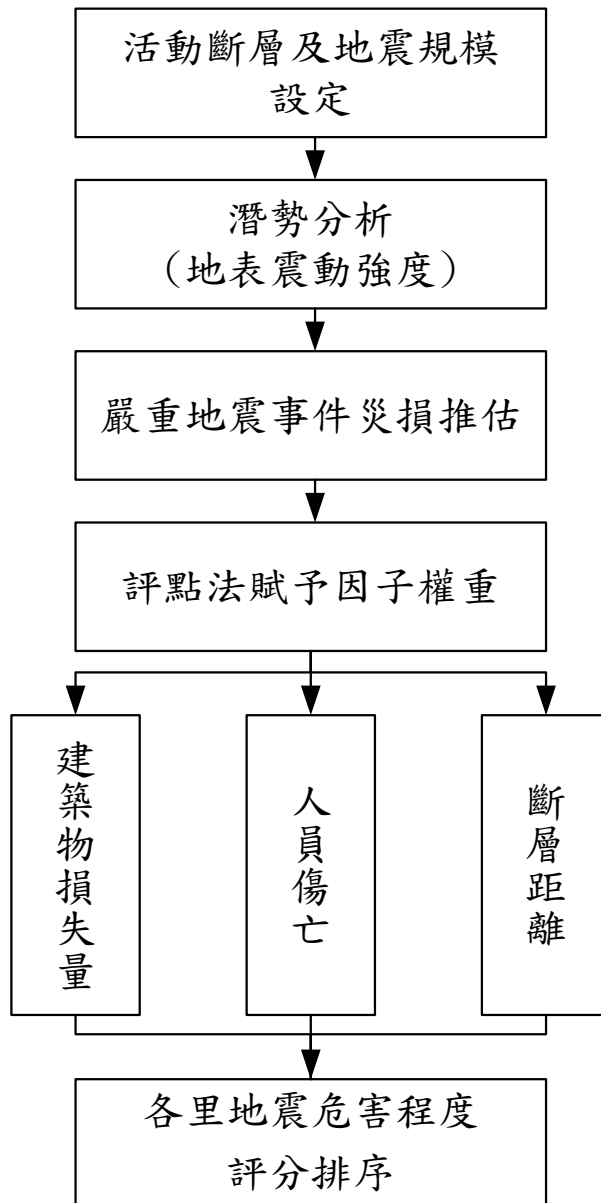 活動斷層及地震規模
設定
潛勢分析
（地表震動強度）
嚴重地震事件災損推估
評點法賦予因子權重
建築物損失量
人員傷亡
斷層距離
各里地震危害程度
評分排序